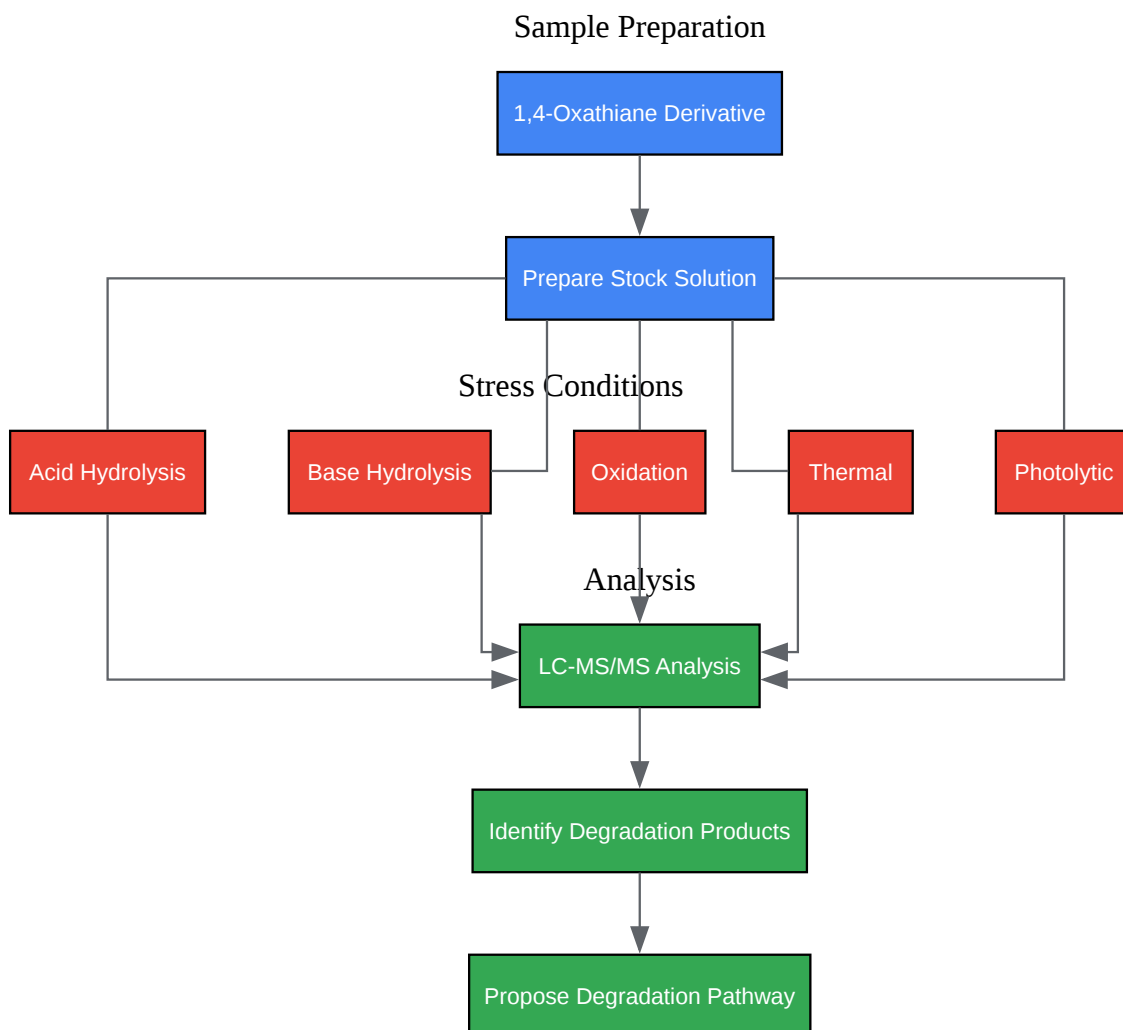 Sample Preparation
1,4-Oxathiane Derivative
Prepare Stock Solution
Stress Conditions
Acid Hydrolysis
Base Hydrolysis
Oxidation
Thermal
Photolytic
Analysis
LC-MS/MS Analysis
Identify Degradation Products
Propose Degradation Pathway